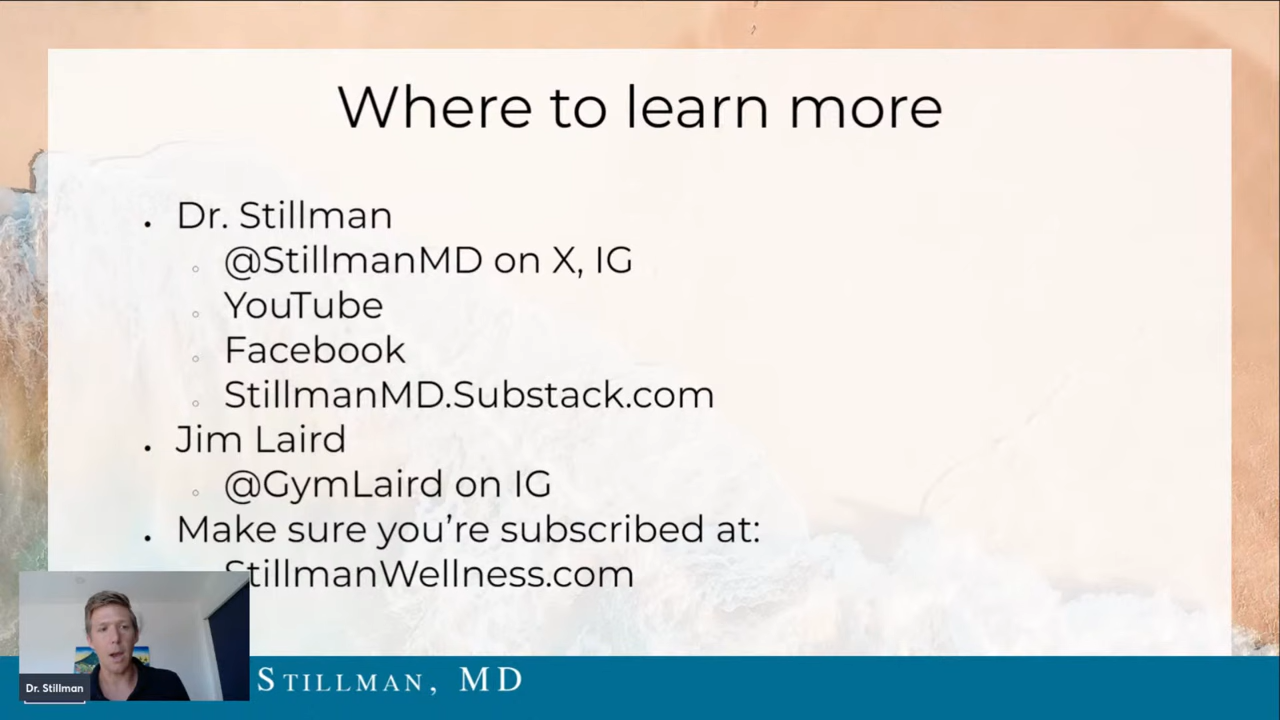 Where to learn more
Dr. Stillman
@StillmanMD on X, IG
YouTube
Facebook
StillmanMD.Substack.com
Jim Laird
@GymLaird on IG
Make sure you’re subscribed at:
StillmanWellness.com
Dr. Stillman
STILLMAN, MD